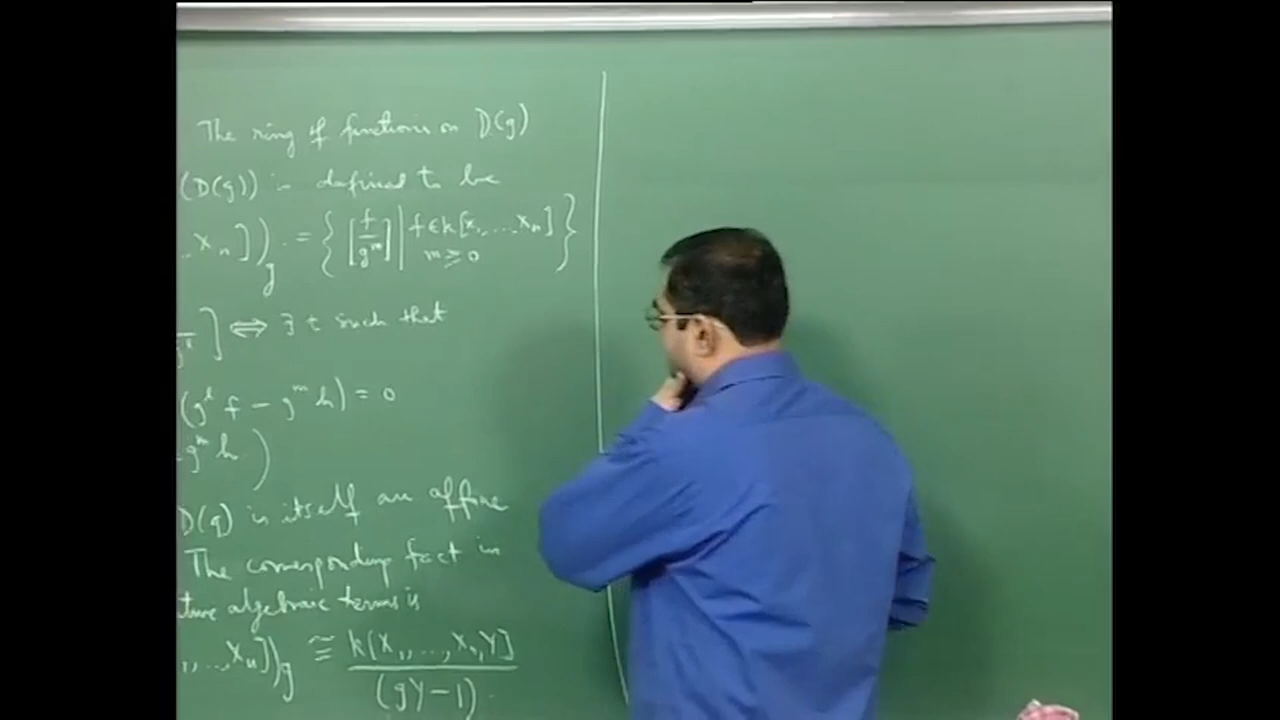 The ring of functions on D(g)
(D(g)) is defined to be
..., X_n])_g = { [f/g^m] | f ∈ k[X_1, ..., X_n] m ≥ 0 }
] ⇔ ∃ t such that
(g^l f - g^m h) = 0
g^m h )
D(g) is itself an affine
The corresponding fact in
algebraic terms is
, ..., X_n])_g ≅ k[X_1, ..., X_n, Y] / (gY-1)